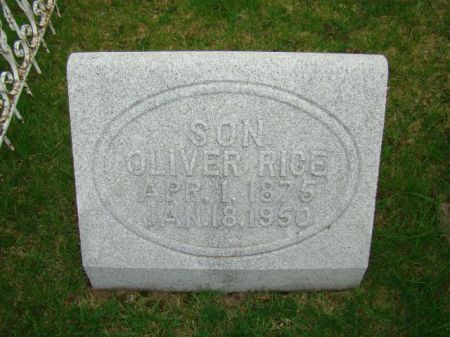 SON.
OLIVER RICE
APR. 1. 1875
JAN. 18. 1950